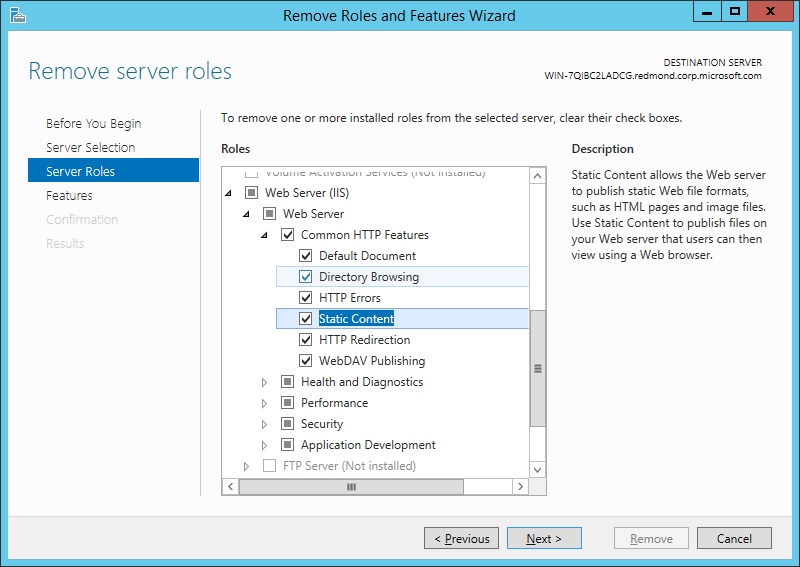 Remove Roles and Features Wizard
Remove server roles
DESTINATION SERVER
WIN-7QIBC2LADCG.redmond.corp.microsoft.com
Before You Begin
Server Selection
Server Roles
Features
Confirmation
Results
To remove one or more installed roles from the selected server, clear their check boxes.
Roles
Volume Activation Services (Not installed)
Web Server (IIS)
Web Server
Common HTTP Features
Default Document
Directory Browsing
HTTP Errors
Static Content
HTTP Redirection
WebDAV Publishing
Health and Diagnostics
Performance
Security
Application Development
FTP Server (Not installed)
Description
Static Content allows the Web server
to publish static Web file formats,
such as HTML pages and image files.
Use Static Content to publish files on
your Web server that users can then
view using a Web browser.
< Previous
Next >
Remove
Cancel